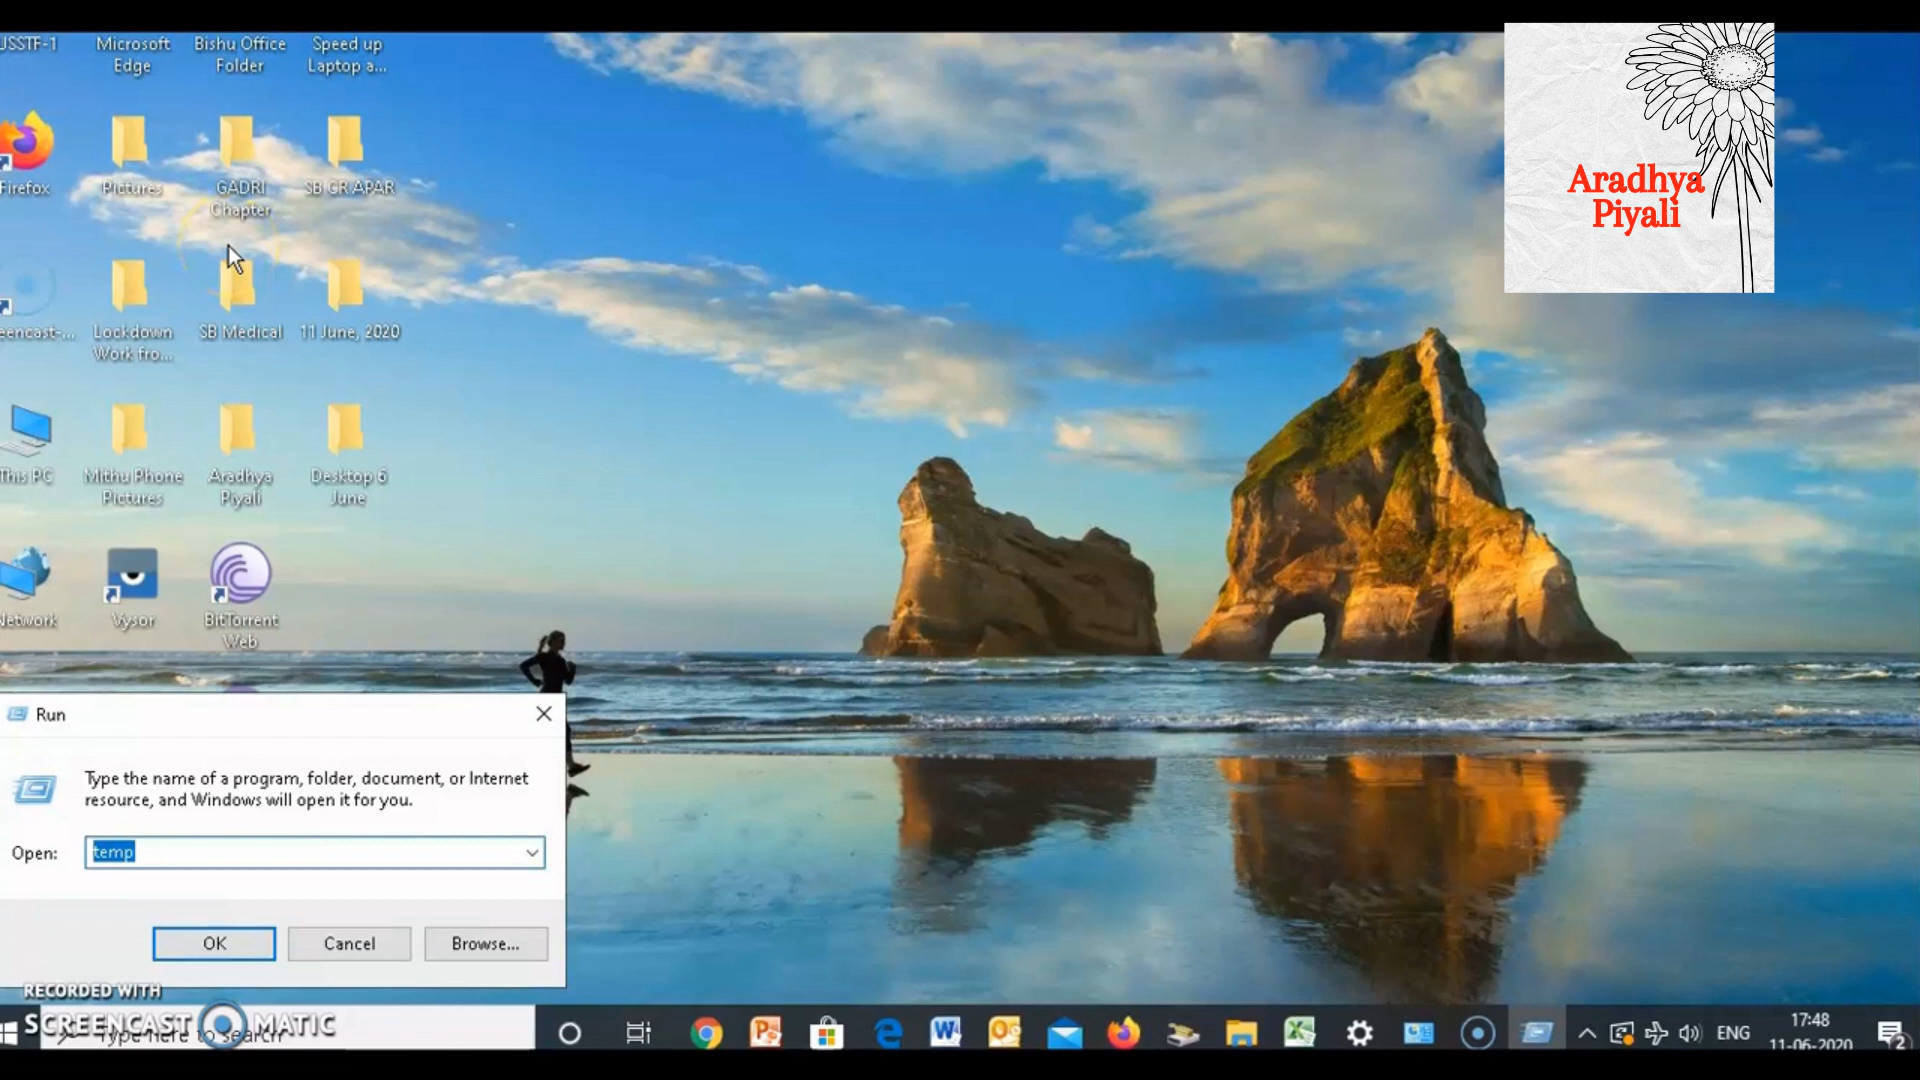 JSSTF-1
Microsoft
Edge
Bishu Office
Folder
Speed up
Laptop a...
Aradhya
Piyali
Firefox
Pictures
GADRI
Chapter
SB CR APAR
eencast-...
Lockdown
Work fro...
SB Medical
11 June, 2020
This PC
Mithu Phone
Pictures
Aradhya
Piyali
Desktop 6
June
Network
Vysor
BitTorrent
Web
Run
Type the name of a program, folder, document, or Internet
resource, and Windows will open it for you.
Open:
temp
OK
Cancel
Browse...
RECORDED WITH
SCREENCAST MATIC
Type here to search
ENG
17:48
11-06-2020
2